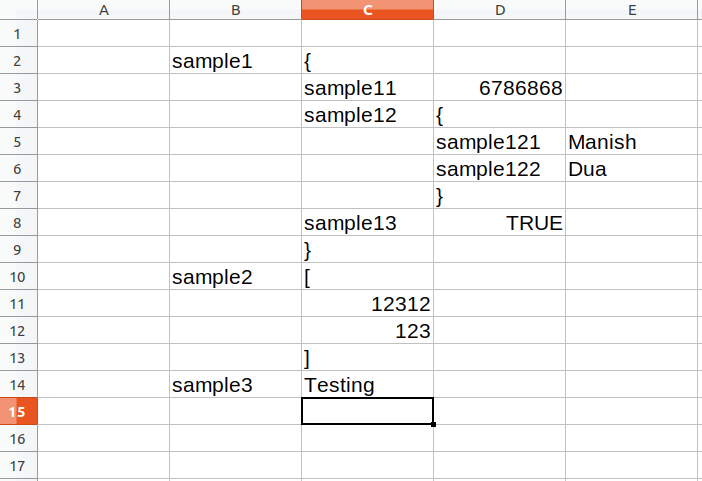 A B C D E
1
2 sample1 {
3 sample11 6786868
4 sample12 {
5 sample121 Manish
6 sample122 Dua
7 }
8 sample13 TRUE
9 }
10 sample2 [
11 12312
12 123
13 ]
14 sample3 Testing
15
16
17